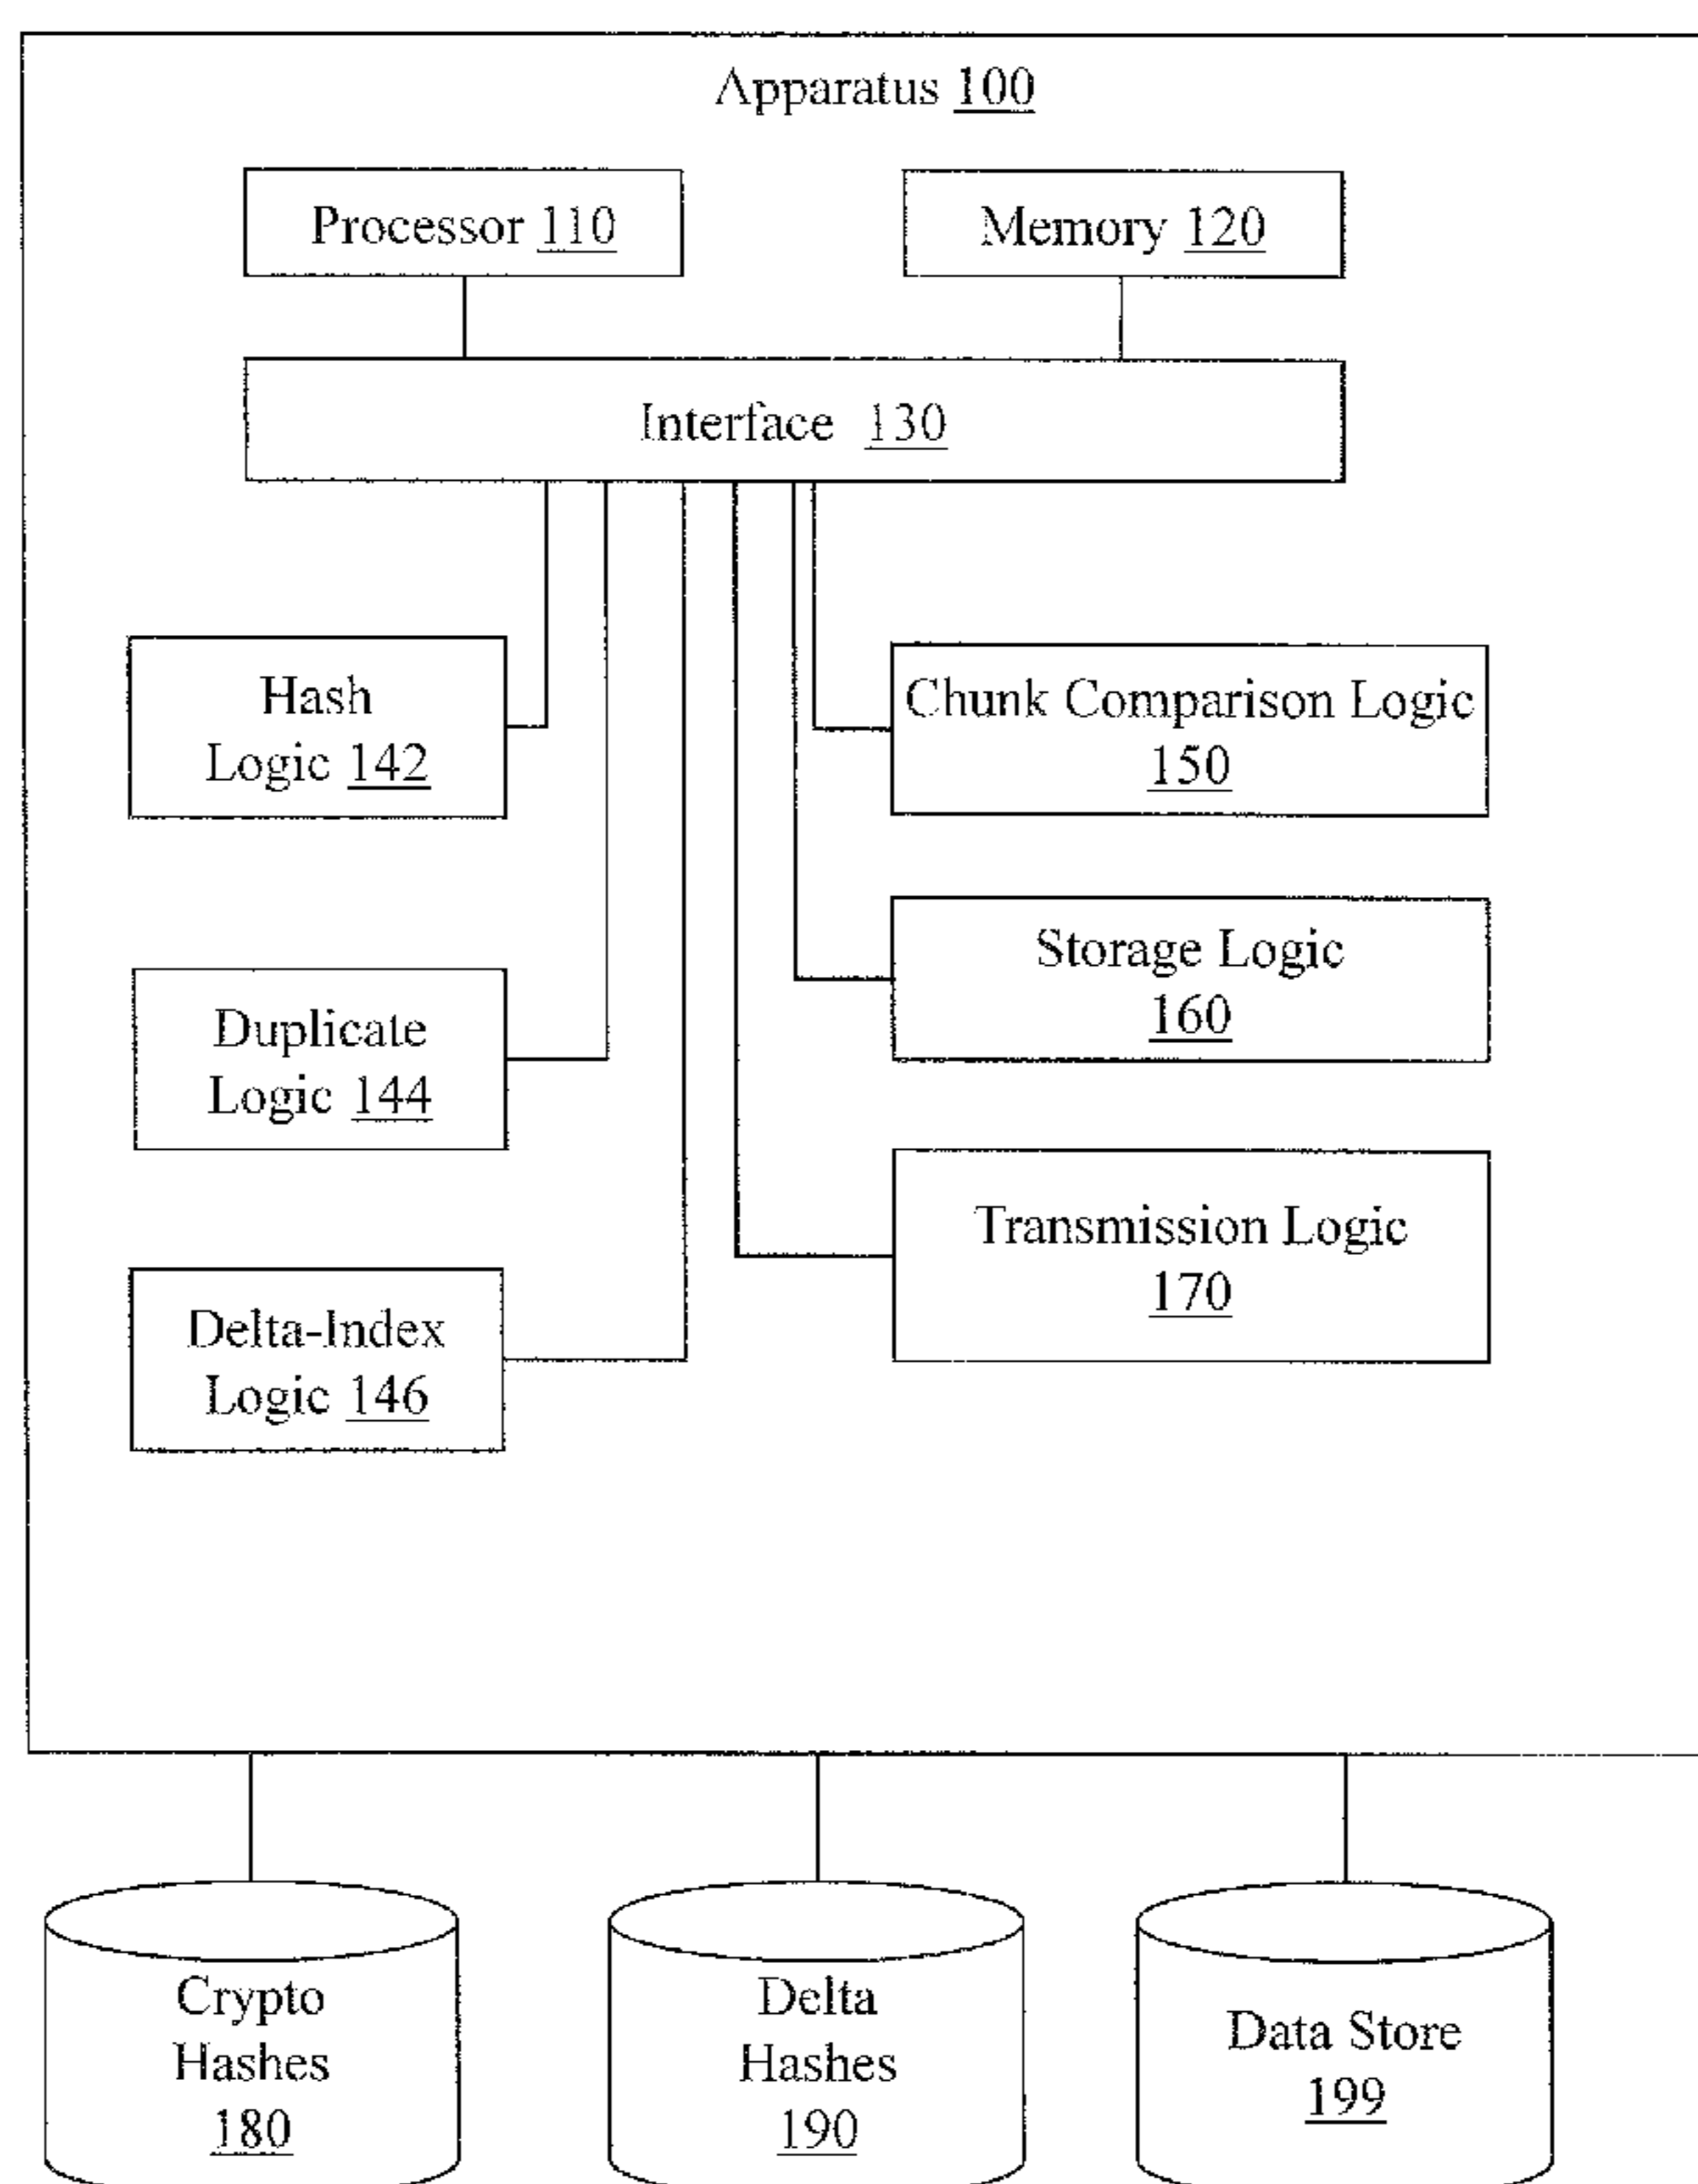 Apparatus 100
Processor 110
Memory 120
Interface 130
Hash
Logic 142
Chunk Comparison Logic
150
Duplicate
Logic 144
Storage Logic
160
Delta-Index
Logic 146
Transmission Logic
170
Crypto
Hashes
180
Delta
Hashes
190
Data Store
199